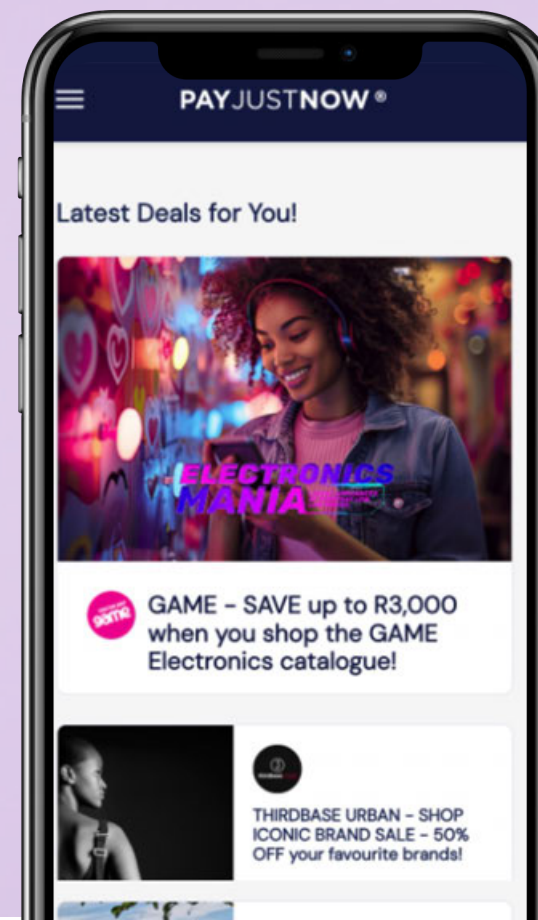 PAYJUSTNOW®
Latest Deals for You!
ELECTRONICS
MANIA
game
GAME – SAVE up to R3,000
when you shop the GAME
Electronics catalogue!
THIRDBASE URBAN – SHOP
ICONIC BRAND SALE – 50%
OFF your favourite brands!